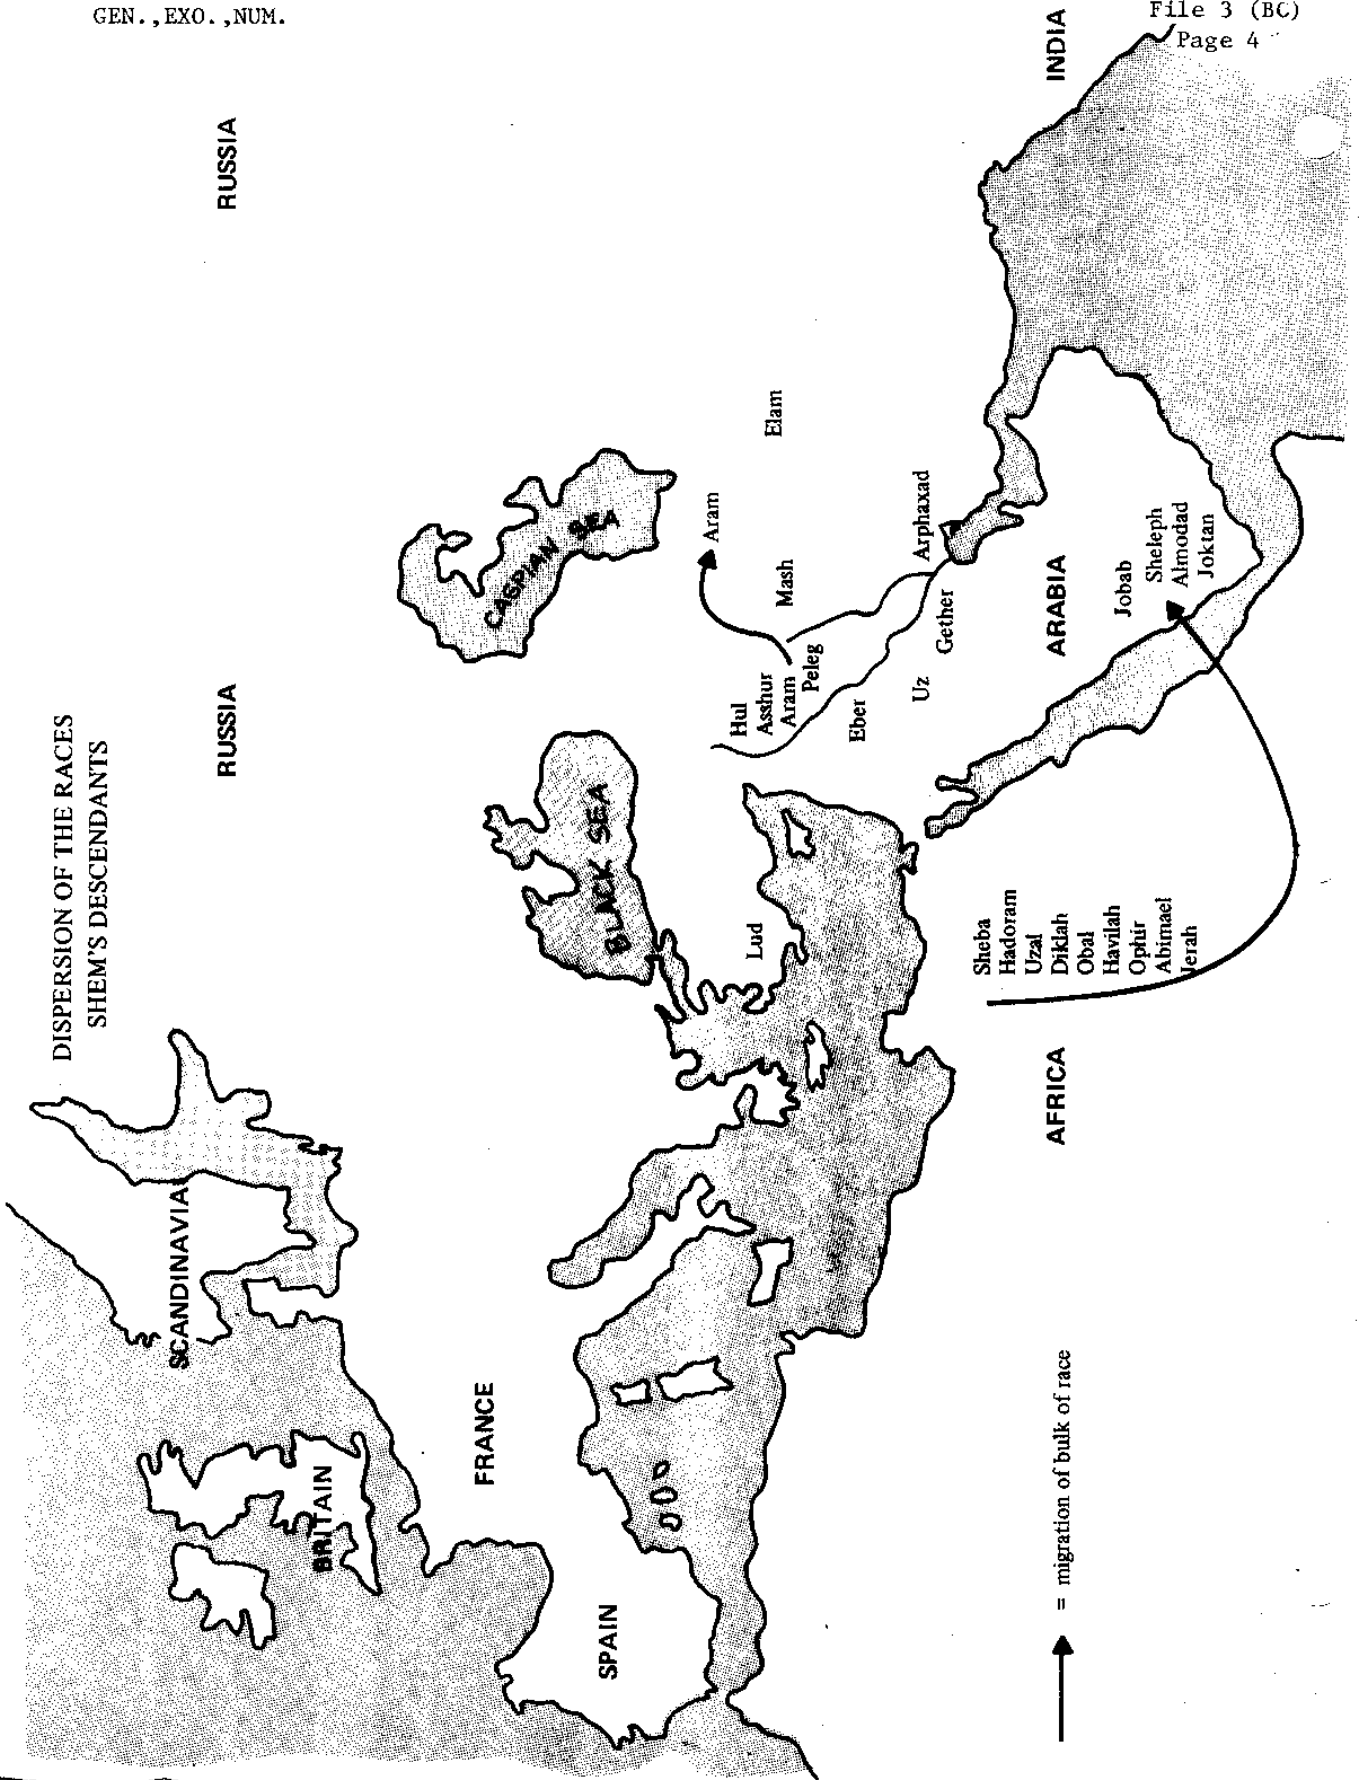 GEN.,EXO.,NUM.
File 3 (BC)
Page 4
DISPERSION OF THE RACES
SHEM'S DESCENDANTS
SCANDINAVIA
RUSSIA
RUSSIA
BRITAIN
FRANCE
SPAIN
BLACK SEA
CASPIAN SEA
Lud
Hul
Asshur
Aram
Peleg
Aram
Mash
Elam
Eber
Uz
Gether
Arphaxad
AFRICA
ARABIA
INDIA
Sheba
Hadoram
Uzal
Diklah
Obal
Havilah
Ophir
Abimael
Jerah
Jobab
Sheleph
Almodad
Joktan
= migration of bulk of race